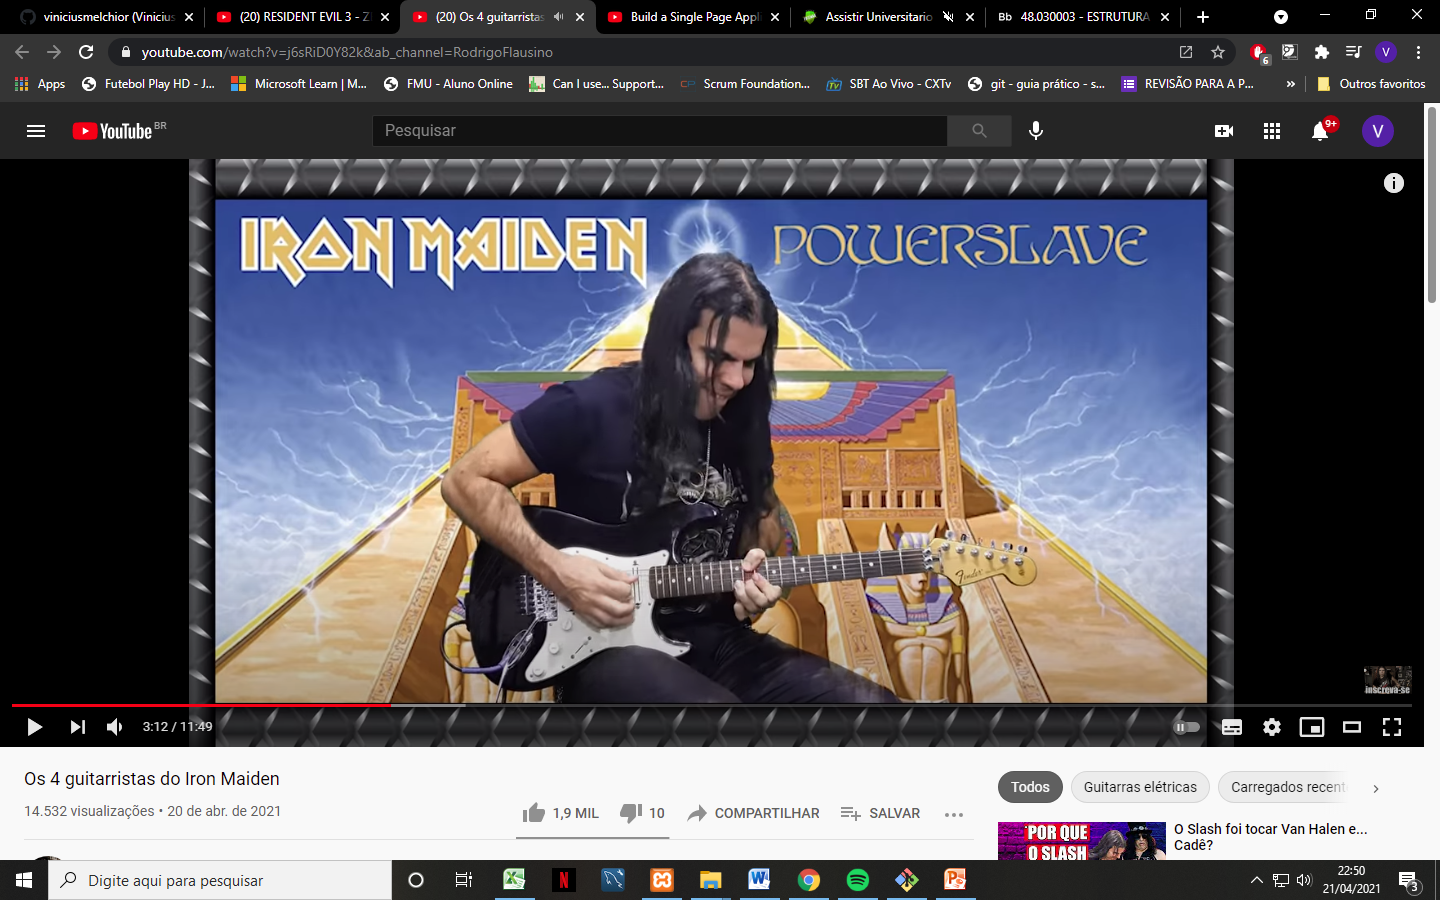 viniciusmelchior (Vinicius
(20) RESIDENT EVIL 3 - Z
(20) Os 4 guitarristas
Build a Single Page Appl
Assistir Universitario
Bb 48.030003 - ESTRUTURA
youtube.com/watch?v=j6sRiD0Y82k&ab_channel=RodrigoFlausino
6
V
Apps
Futebol Play HD - J...
Microsoft Learn | M...
FMU - Aluno Online
Can I use... Support...
CP Scrum Foundation...
Tv SBT Ao Vivo - CXTv
git - guia prático - s...
REVISÃO PARA A P...
»
Outros favoritos
YouTube BR
Pesquisar
9+
V
IRON MAIDEN
POWERSLAVE
Fender
inscreva-se
3:12 / 11:49
Os 4 guitarristas do Iron Maiden
14.532 visualizações • 20 de abr. de 2021
1,9 MIL
10
COMPARTILHAR
SALVAR
Todos
Guitarras elétricas
Carregados recent
POR QUE
O SLASH
O Slash foi tocar Van Halen e...
Cadê?
Digite aqui para pesquisar
22:50
21/04/2021
3